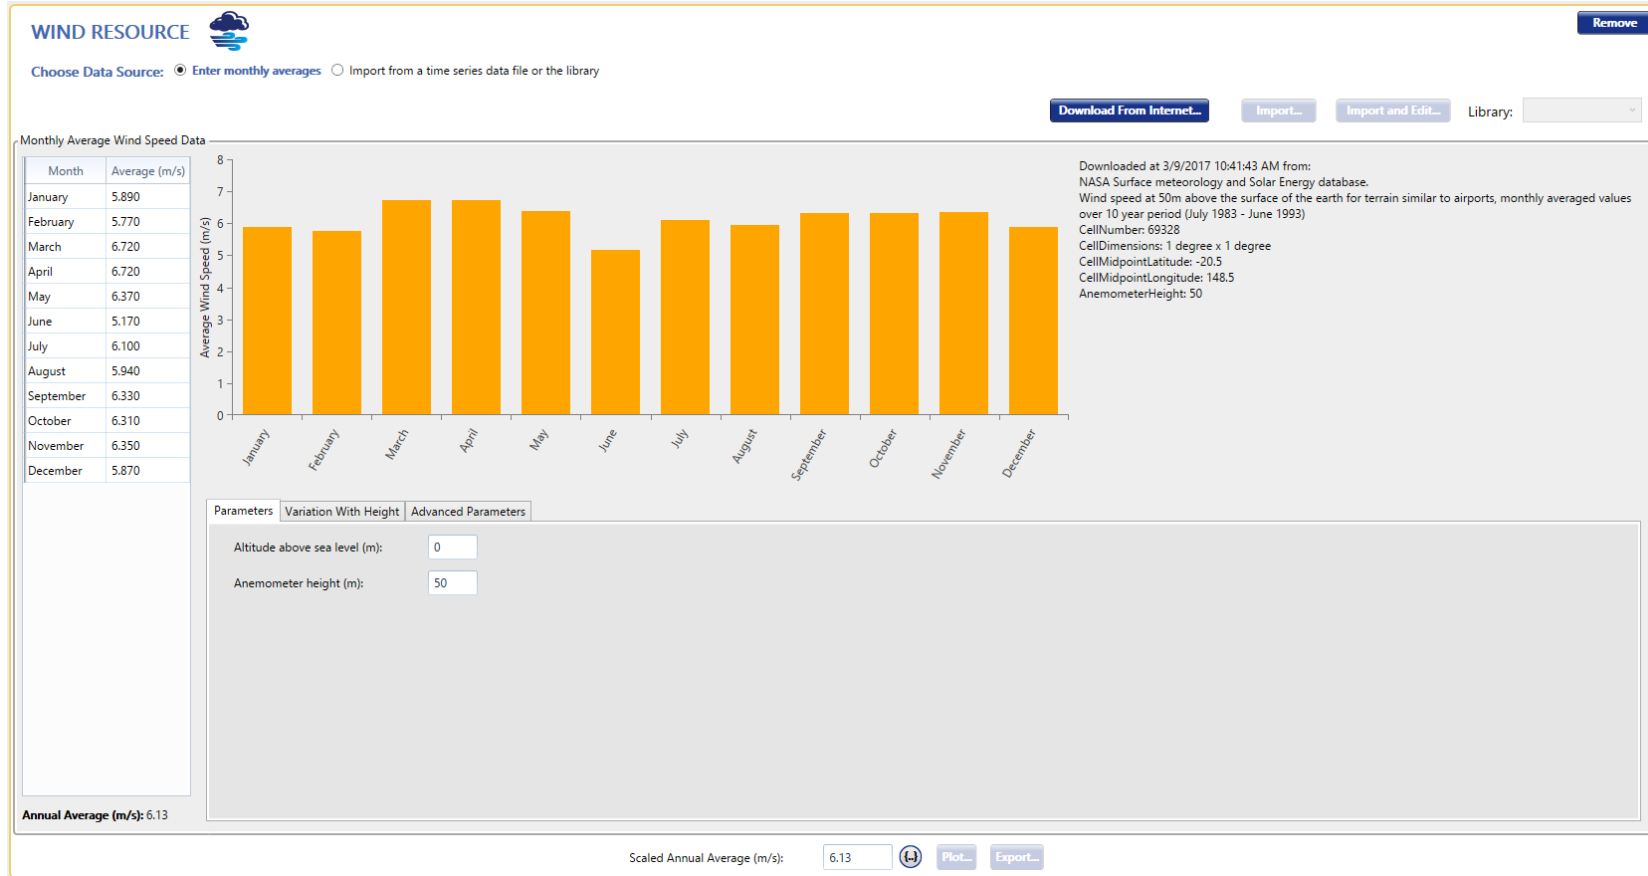 WIND RESOURCE
Remove
Choose Data Source: Enter monthly averages Import from a time series data file or the library
Download From Internet... Import... Import and Edit... Library:
Monthly Average Wind Speed Data
Month Average (m/s)
January 5.890
February 5.770
March 6.720
April 6.720
May 6.370
June 5.170
July 6.100
August 5.940
September 6.330
October 6.310
November 6.350
December 5.870
Annual Average (m/s): 6.13
Average Wind Speed (m/s)
8
7
6
5
4
3
2
1
0
January February March April May June July August September October November December
Downloaded at 3/9/2017 10:41:43 AM from:
NASA Surface meteorology and Solar Energy database.
Wind speed at 50m above the surface of the earth for terrain similar to airports, monthly averaged values
over 10 year period (July 1983 - June 1993)
CellNumber: 69328
CellDimensions: 1 degree x 1 degree
CellMidpointLatitude: -20.5
CellMidpointLongitude: 148.5
AnemometerHeight: 50
Parameters Variation With Height Advanced Parameters
Altitude above sea level (m): 0
Anemometer height (m): 50
Scaled Annual Average (m/s): 6.13 {..} Plot... Export...